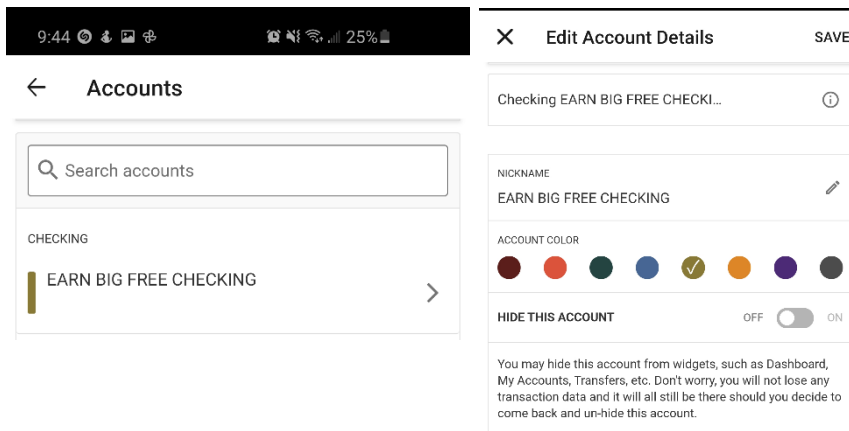 9:44
25%
Accounts
Search accounts
CHECKING
EARN BIG FREE CHECKING
Edit Account Details
SAVE
Checking EARN BIG FREE CHECKI...
NICKNAME
EARN BIG FREE CHECKING
ACCOUNT COLOR
HIDE THIS ACCOUNT
OFF
ON
You may hide this account from widgets, such as Dashboard,
My Accounts, Transfers, etc. Don't worry, you will not lose any
transaction data and it will all still be there should you decide to
come back and un-hide this account.